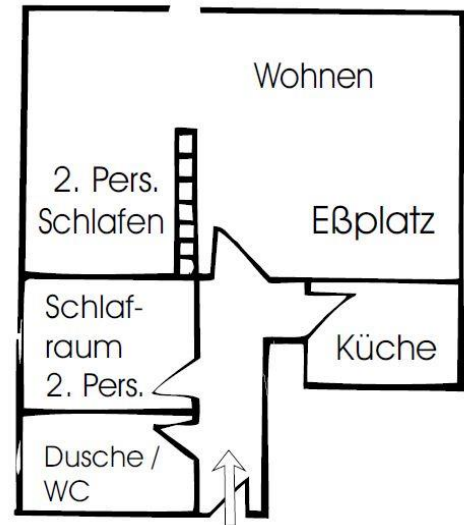 Wohnen
2. Pers.
Schlafen
Eßplatz
Schlaf-
raum
2. Pers.
Küche
Dusche /
WC